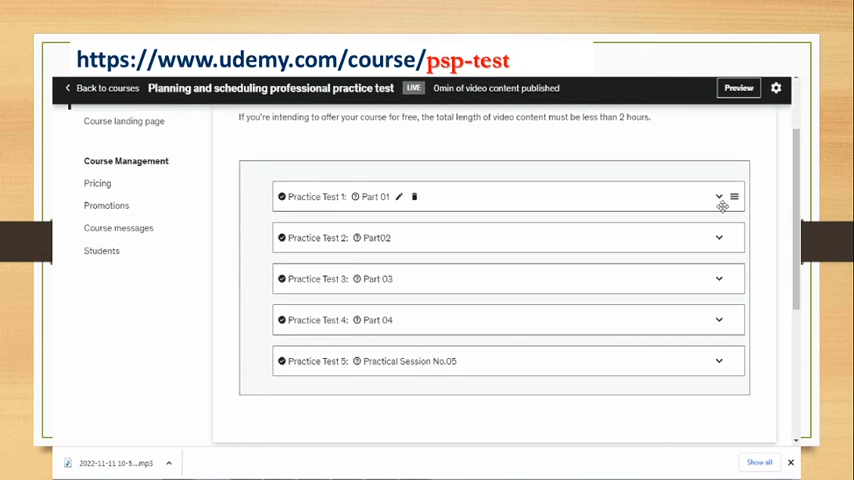 https://www.udemy.com/course/psp-test
Back to courses Planning and scheduling professional practice test LIVE 0min of video content published Preview
Course landing page
If you're intending to offer your course for free, the total length of video content must be less than 2 hours.
Course Management
Pricing
Promotions
Course messages
Students
Practice Test 1: Part 01
Practice Test 2: Part02
Practice Test 3: Part 03
Practice Test 4: Part 04
Practice Test 5: Practical Session No.05
2022-11-11 10-5....mp3
Show all